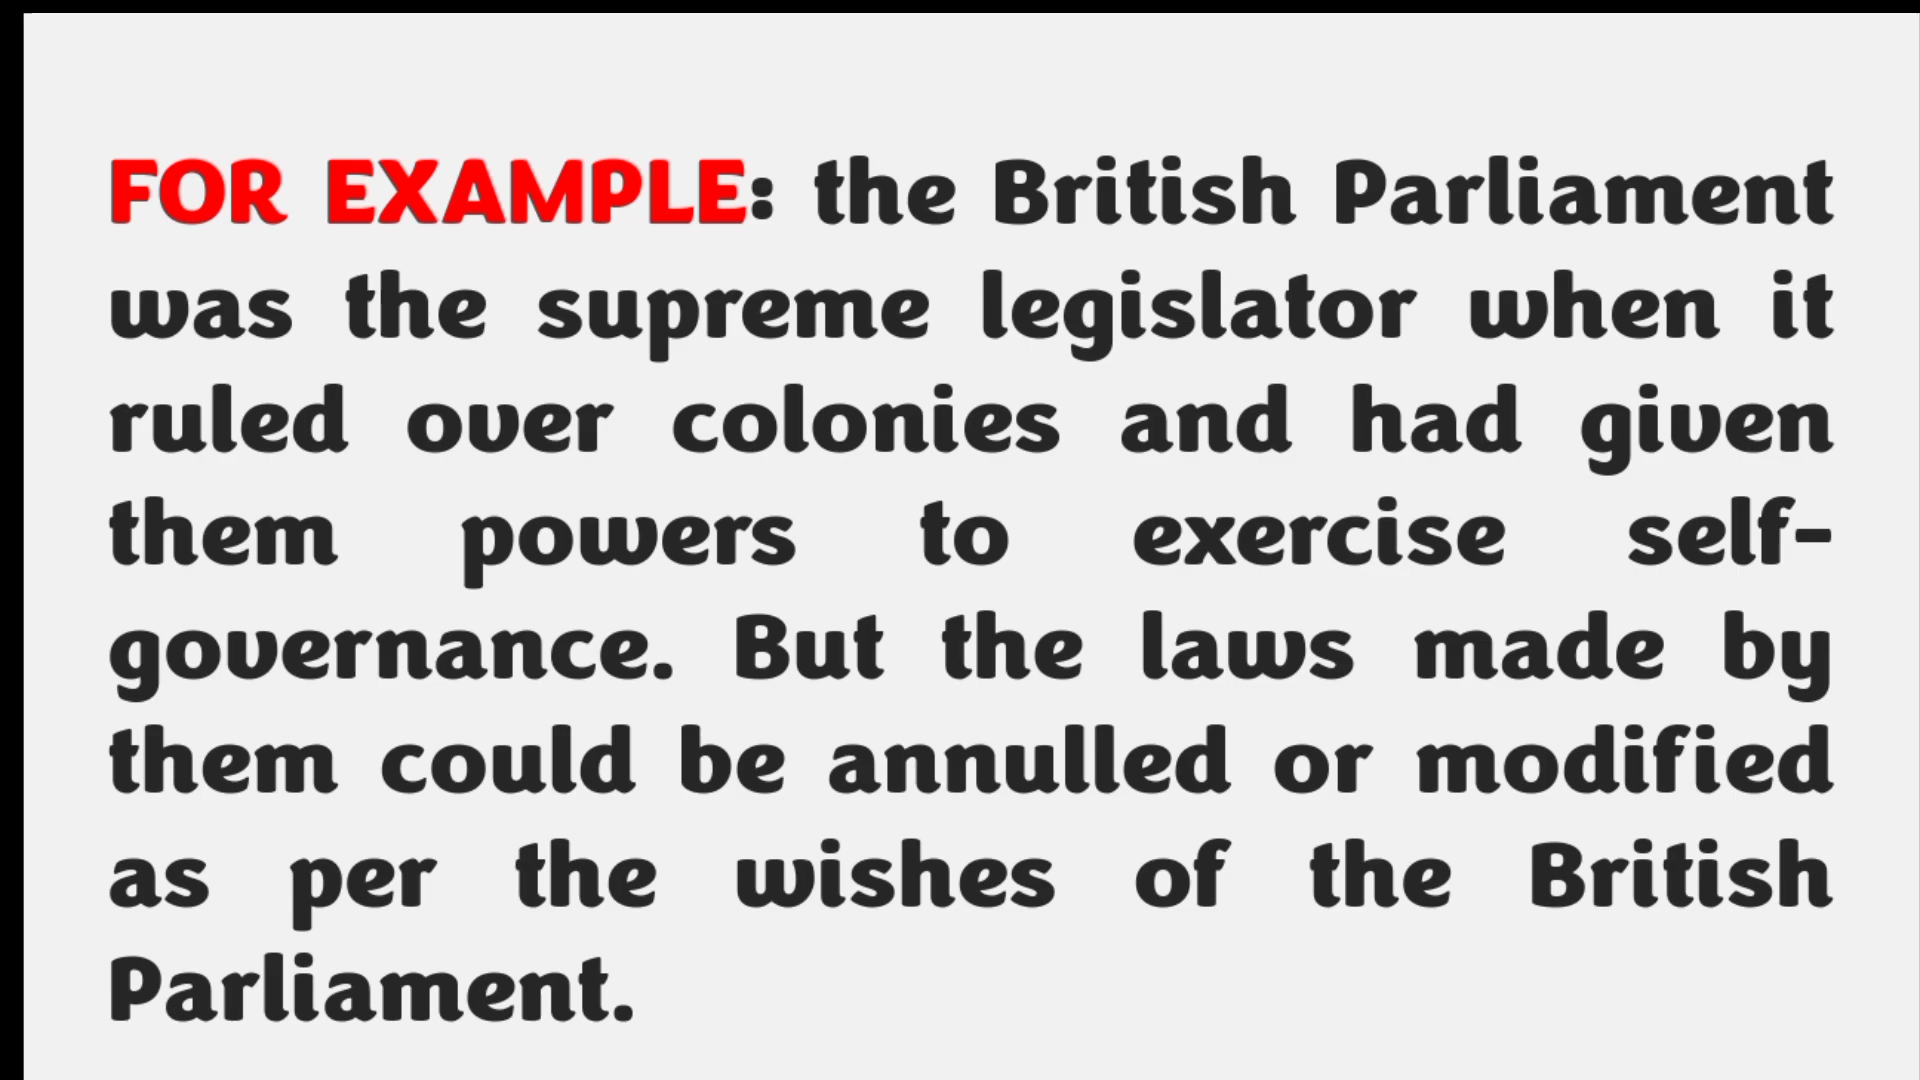 FOR EXAMPLE: the British Parliament
was the supreme legislator when it
ruled over colonies and had given
them powers to exercise self-
governance. But the laws made by
them could be annulled or modified
as per the wishes of the British
Parliament.